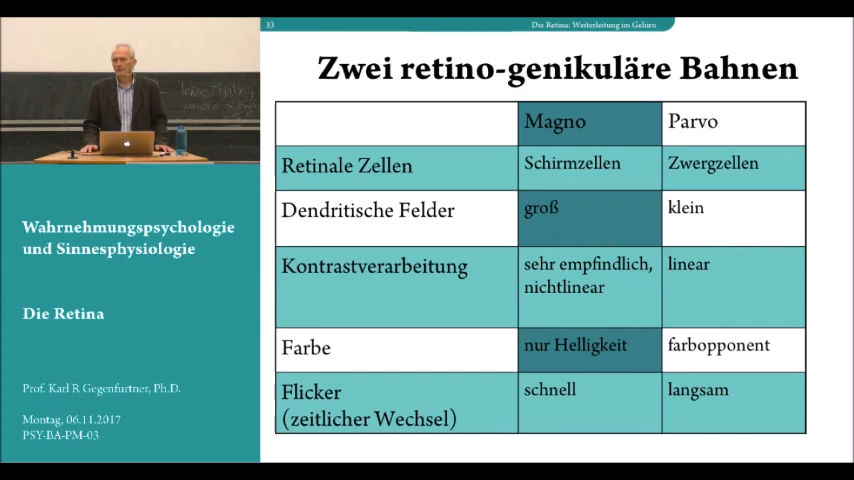 33
Die Retina: Weiterleitung im Gehirn
Zwei retino-genikuläre Bahnen
Magno Parvo
Retinale Zellen Schirmzellen Zwergzellen
Dendritische Felder groß klein
Kontrastverarbeitung sehr empfindlich, linear
nichtlinear
Farbe nur Helligkeit farbopponent
Flicker schnell langsam
(zeitlicher Wechsel)
Wahrnehmungspsychologie
und Sinnesphysiologie
Die Retina
Prof. Karl R Gegenfurtner, Ph.D.
Montag, 06.11.2017
PSY-BA-PM-03